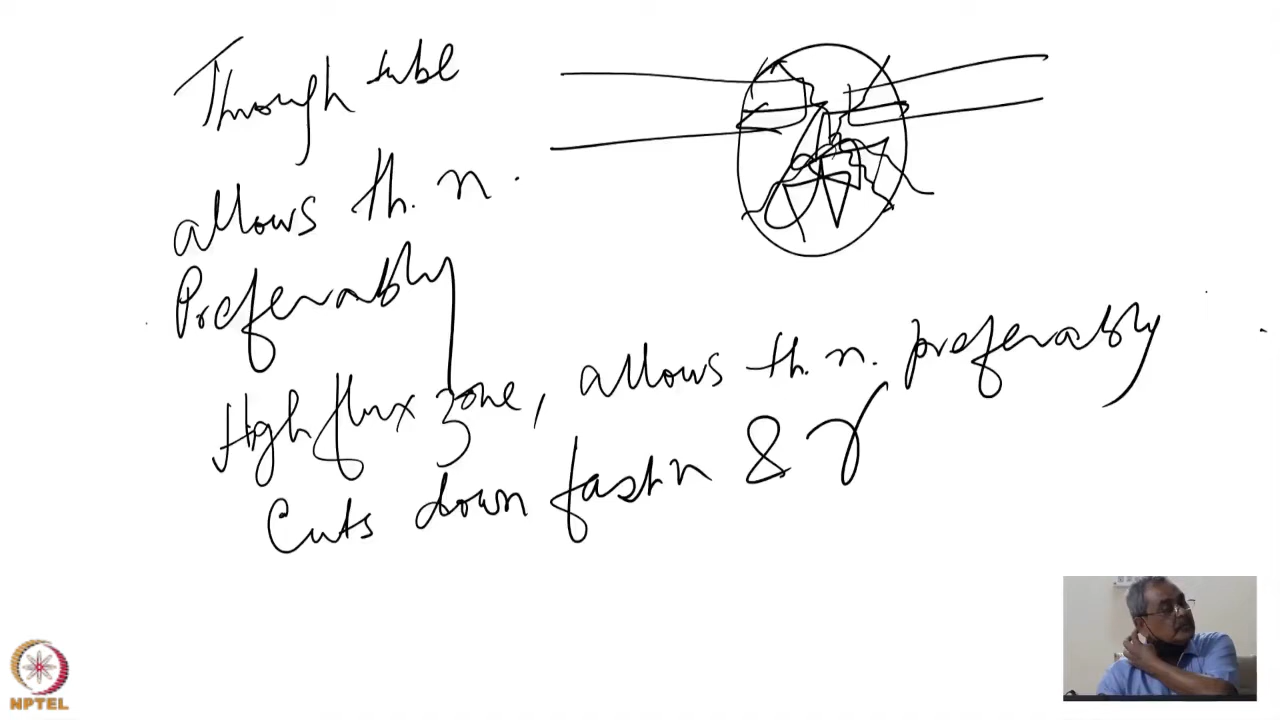 Through tube
allows th. n.
Preferably
High flux zone, allows th. n. preferably
Cuts down fast n & γ
NPTEL